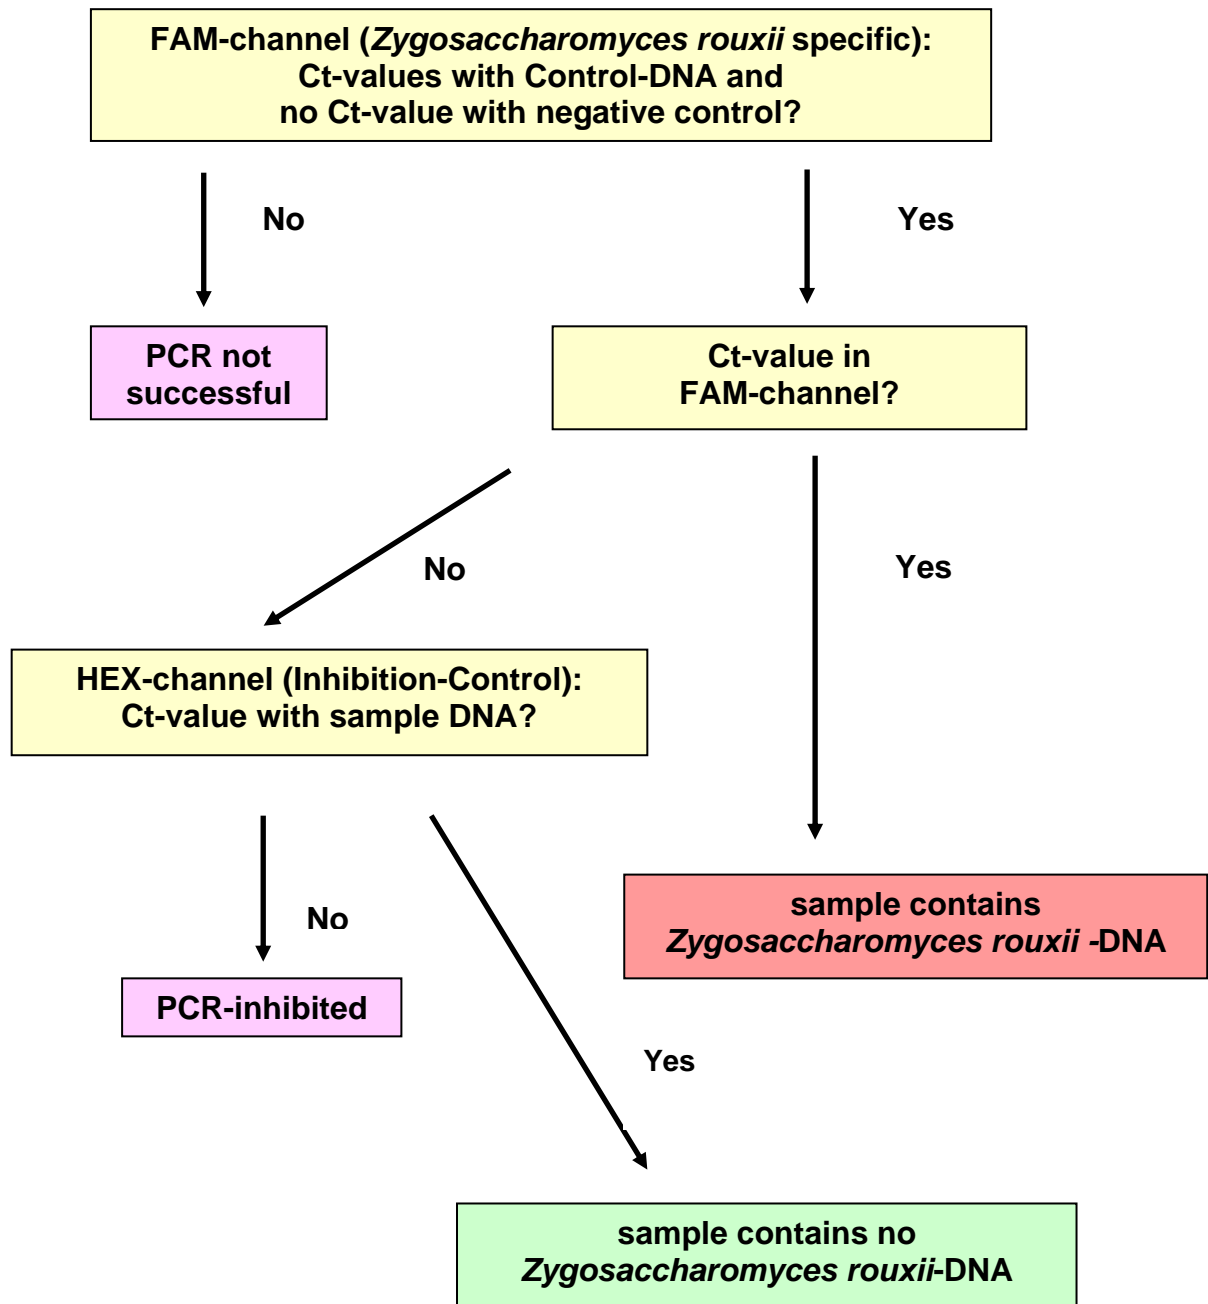 FAM-channel (Zygosaccharomyces rouxii specific):
Ct-values with Control-DNA and
no Ct-value with negative control?
No
Yes
PCR not
successful
Ct-value in
FAM-channel?
No
Yes
HEX-channel (Inhibition-Control):
Ct-value with sample DNA?
sample contains
Zygosaccharomyces rouxii -DNA
No
PCR-inhibited
Yes
sample contains no
Zygosaccharomyces rouxii-DNA